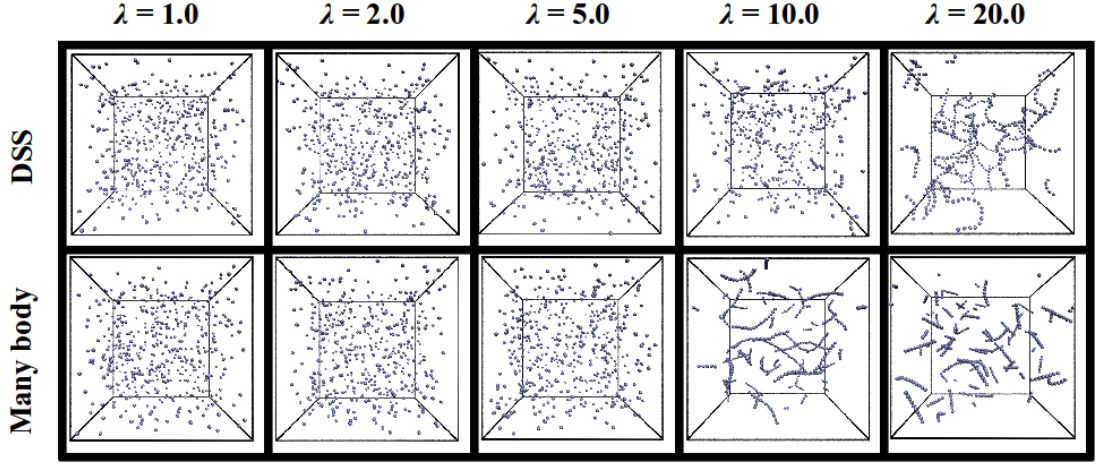 λ = 1.0 λ = 2.0 λ = 5.0 λ = 10.0 λ = 20.0
DSS
Many body